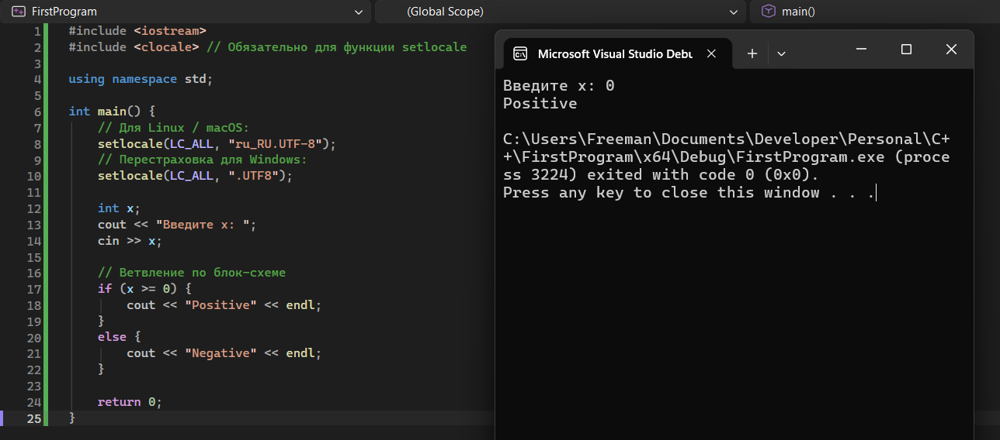 FirstProgram
(Global Scope)
main()
1 #include <iostream>
2 #include <clocale> // Обязательно для функции setlocale
3
4 using namespace std;
5
6 int main() {
7 // Для Linux / macOS:
8 setlocale(LC_ALL, "ru_RU.UTF-8");
9 // Перестраховка для Windows:
10 setlocale(LC_ALL, ".UTF8");
11
12 int x;
13 cout << "Введите x: ";
14 cin >> x;
15
16 // Ветвление по блок-схеме
17 if (x >= 0) {
18 cout << "Positive" << endl;
19 }
20 else {
21 cout << "Negative" << endl;
22 }
23
24 return 0;
25 }
Microsoft Visual Studio Debu
Введите x: 0
Positive
C:\Users\Freeman\Documents\Developer\Personal\C+
+\FirstProgram\x64\Debug\FirstProgram.exe (proce
ss 3224) exited with code 0 (0x0).
Press any key to close this window . . .